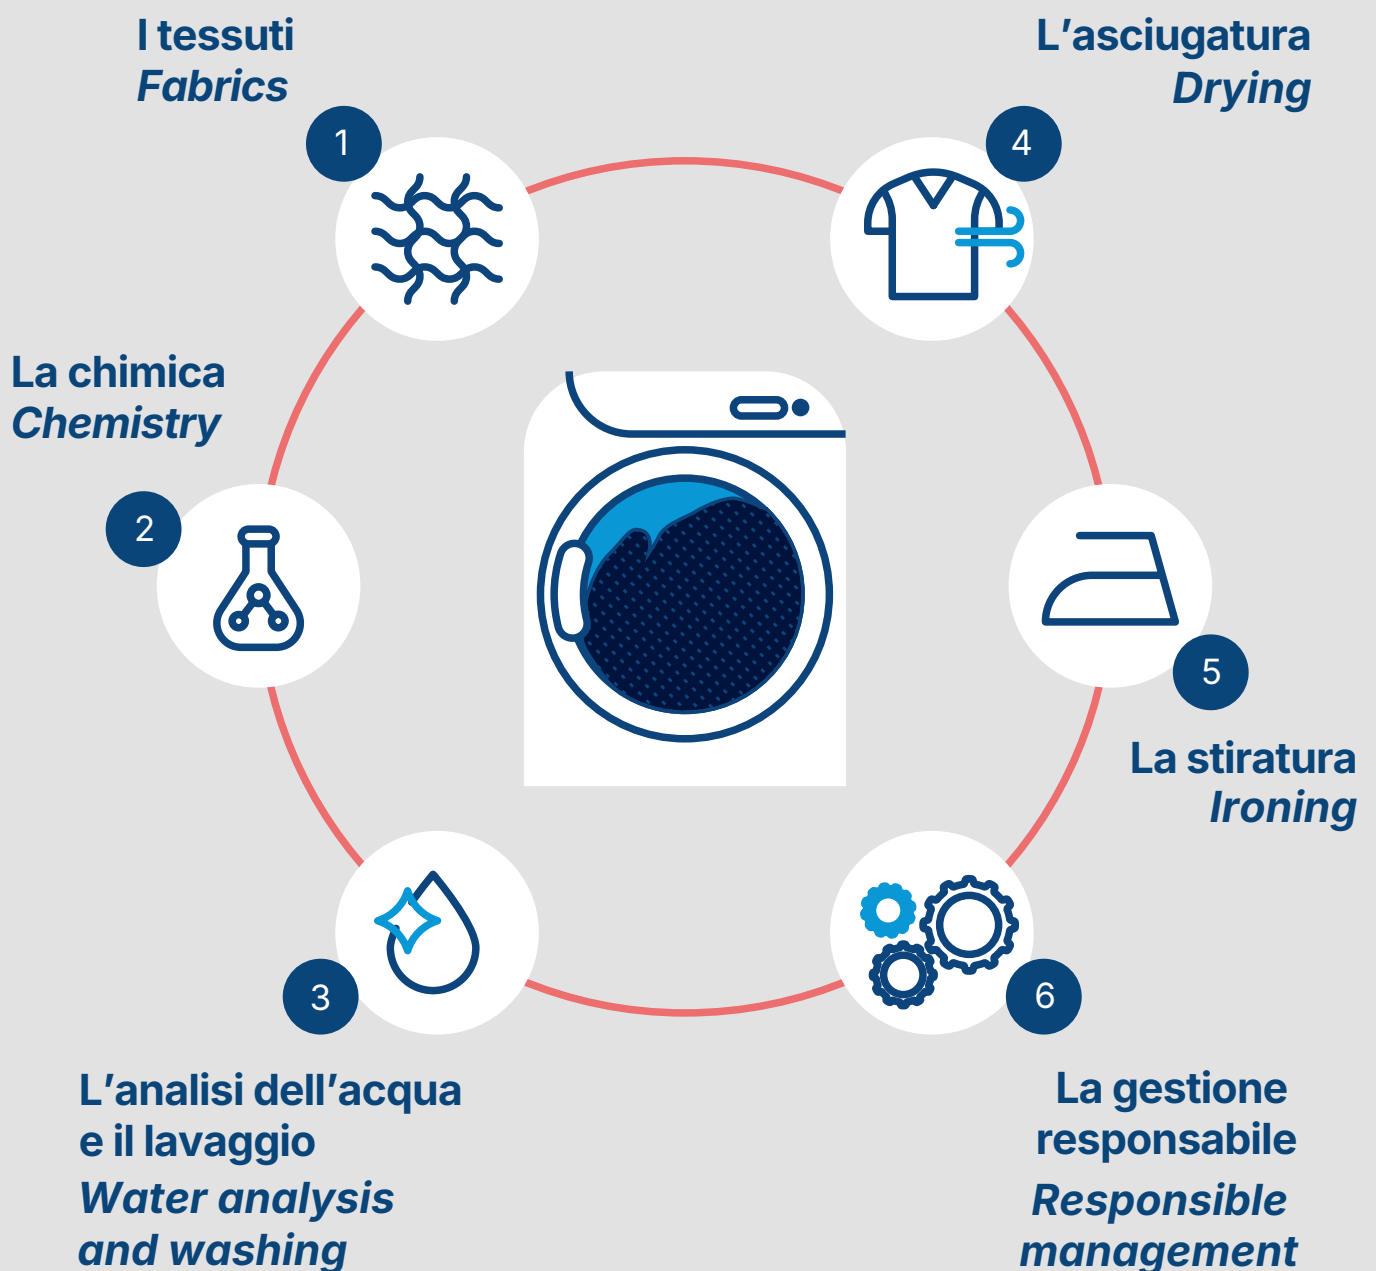 I tessuti
Fabrics
1
La chimica
Chemistry
2
3
L’analisi dell’acqua
e il lavaggio
Water analysis
and washing
L’asciugatura
Drying
4
5
La stiratura
Ironing
6
La gestione
responsabile
Responsible
management